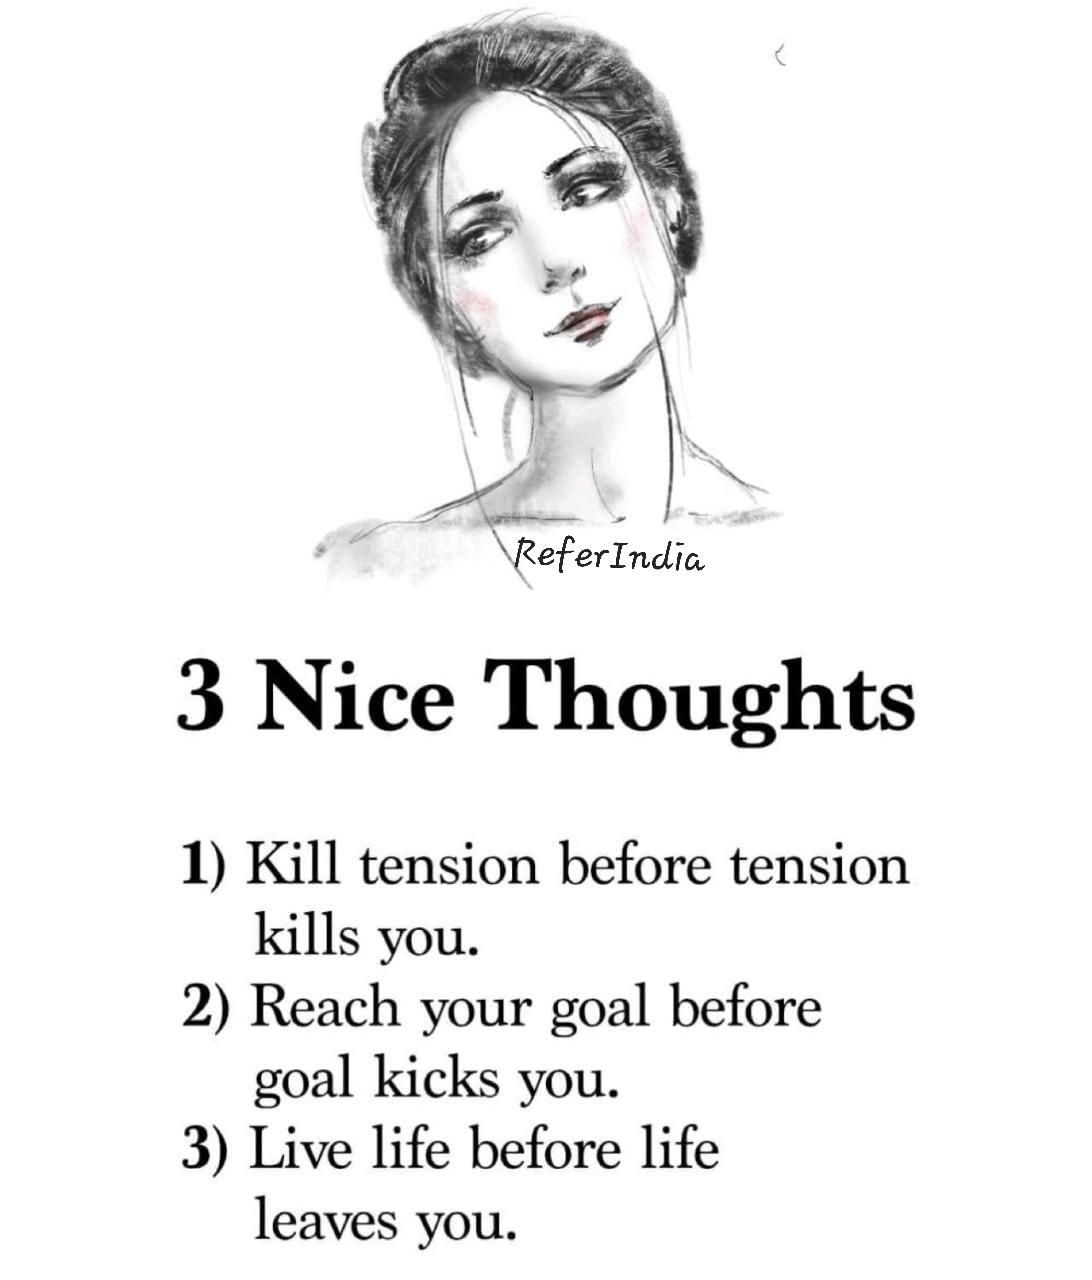 ReferIndia
3 Nice Thoughts
1) Kill tension before tension
kills you.
2) Reach your goal before
goal kicks you.
3) Live life before life
leaves you.